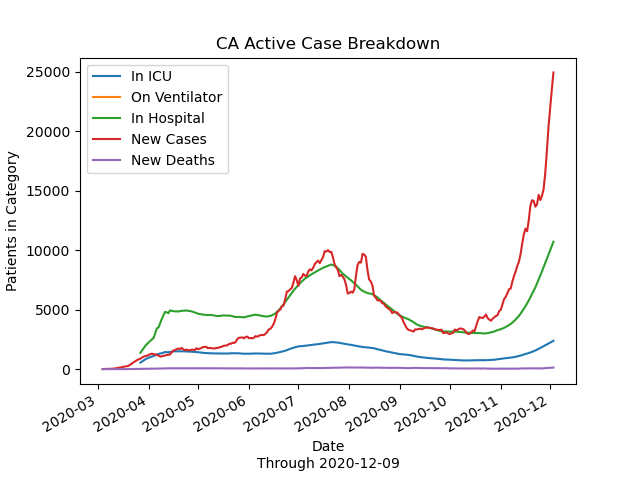 CA Active Case Breakdown
In ICU
On Ventilator
In Hospital
New Cases
New Deaths
Patients in Category
25000
20000
15000
10000
5000
0
2020-03
2020-04
2020-05
2020-06
2020-07
2020-08
2020-09
2020-10
2020-11
2020-12
Date
Through 2020-12-09